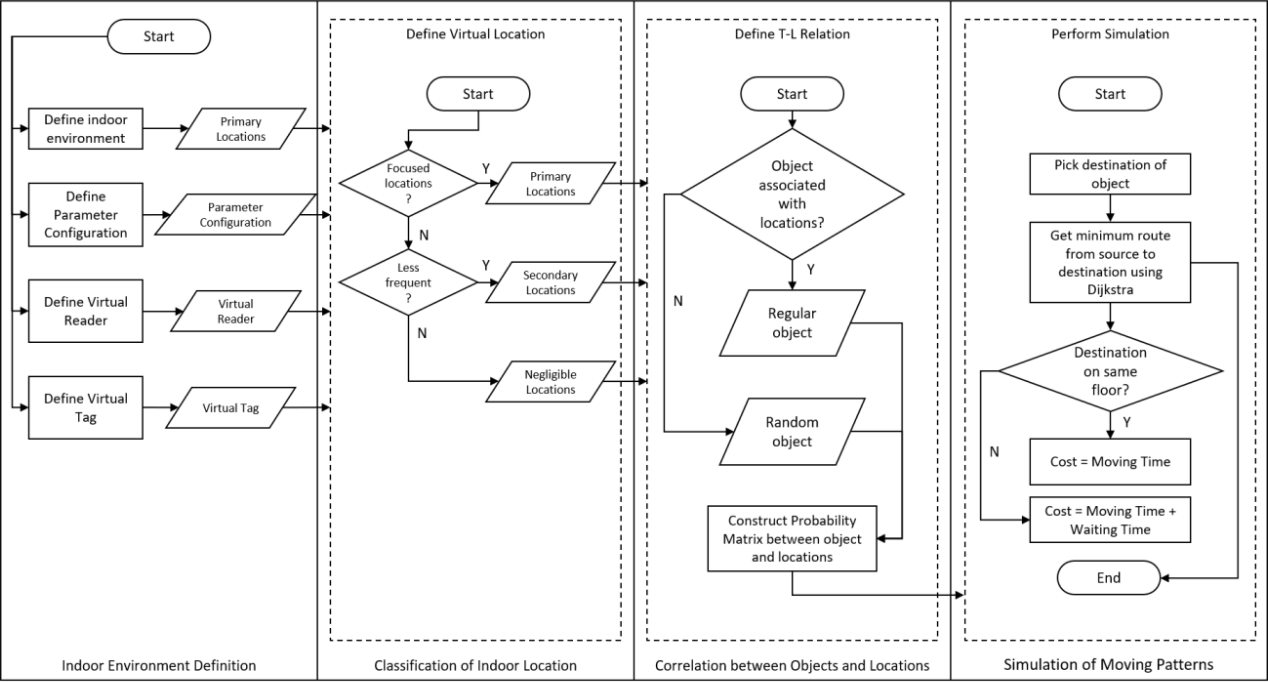 Start
Define indoor
environment
Primary
Locations
Define
Parameter
Configuration
Parameter
Configuration
Define Virtual
Reader
Virtual
Reader
Define Virtual
Tag
Virtual Tag
Indoor Environment Definition
Define Virtual Location
Start
Focused
locations
?
Y
Primary
Locations
N
Less
frequent
?
Y
Secondary
Locations
N
Negligible
Locations
Classification of Indoor Location
Define T-L Relation
Start
Object
associated
with
locations?
Y
N
Regular
object
Random
object
Construct Probability
Matrix between object
and locations
Correlation between Objects and Locations
Perform Simulation
Start
Pick destination of
object
Get minimum route
from source to
destination using
Dijkstra
Destination
on same
floor?
Y
N
Cost = Moving Time
Cost = Moving Time +
Waiting Time
End
Simulation of Moving Patterns